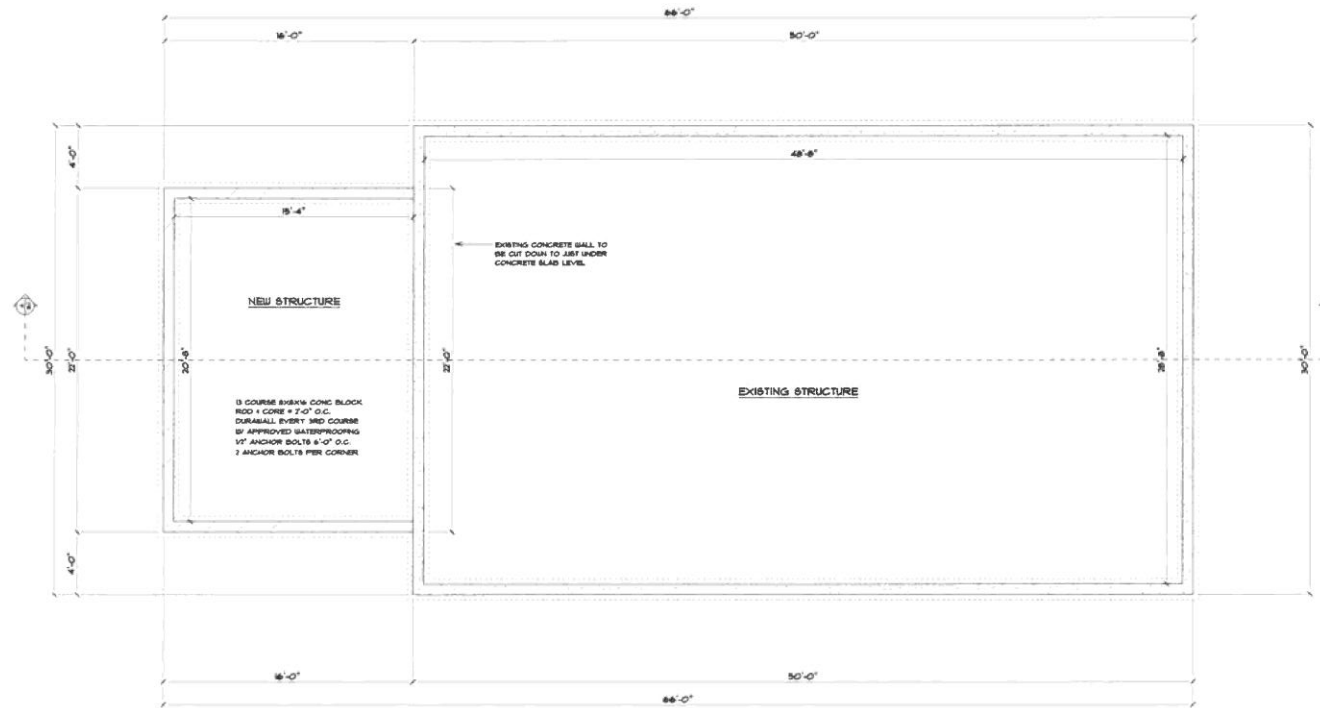 66'-0"
16'-0"
50'-0"
4'-0"
48'-8"
15'-4"
EXISTING CONCRETE WALL TO
BE CUT DOWN TO JUST UNDER
CONCRETE SLAB LEVEL
NEW STRUCTURE
30'-0"
22'-0"
20'-8"
22'-0"
28'-8"
30'-0"
EXISTING STRUCTURE
13 COURSE 8X8X16 CONC BLOCK
ROD & CORE @ 2'-0" O.C.
DURAWALL EVERY 3RD COURSE
W/ APPROVED WATERPROOFING
1/2" ANCHOR BOLTS 6'-0" O.C.
2 ANCHOR BOLTS PER CORNER
4'-0"
16'-0"
50'-0"
66'-0"